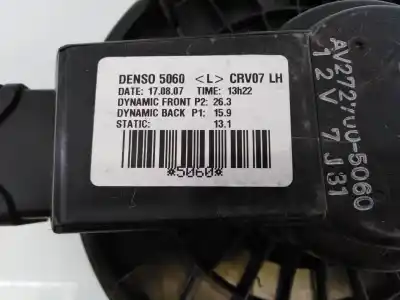 DENSO 5060 <L> CRV07 LH
DATE: 17.08.07 TIME: 13h22
DYNAMIC FRONT P2: 26.3
DYNAMIC BACK P1: 15.9
STATIC: 13.1
*5060*
AV272700-5060
12V 7J31